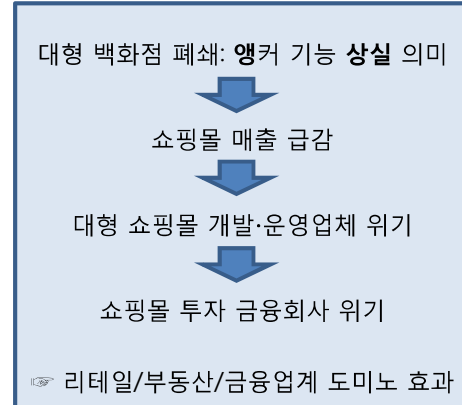 대형 백화점 폐쇄: 앵커 기능 상실 의미
쇼핑몰 매출 급감
대형 쇼핑몰 개발·운영업체 위기
쇼핑몰 투자 금융회사 위기
☞ 리테일/부동산/금융업계 도미노 효과